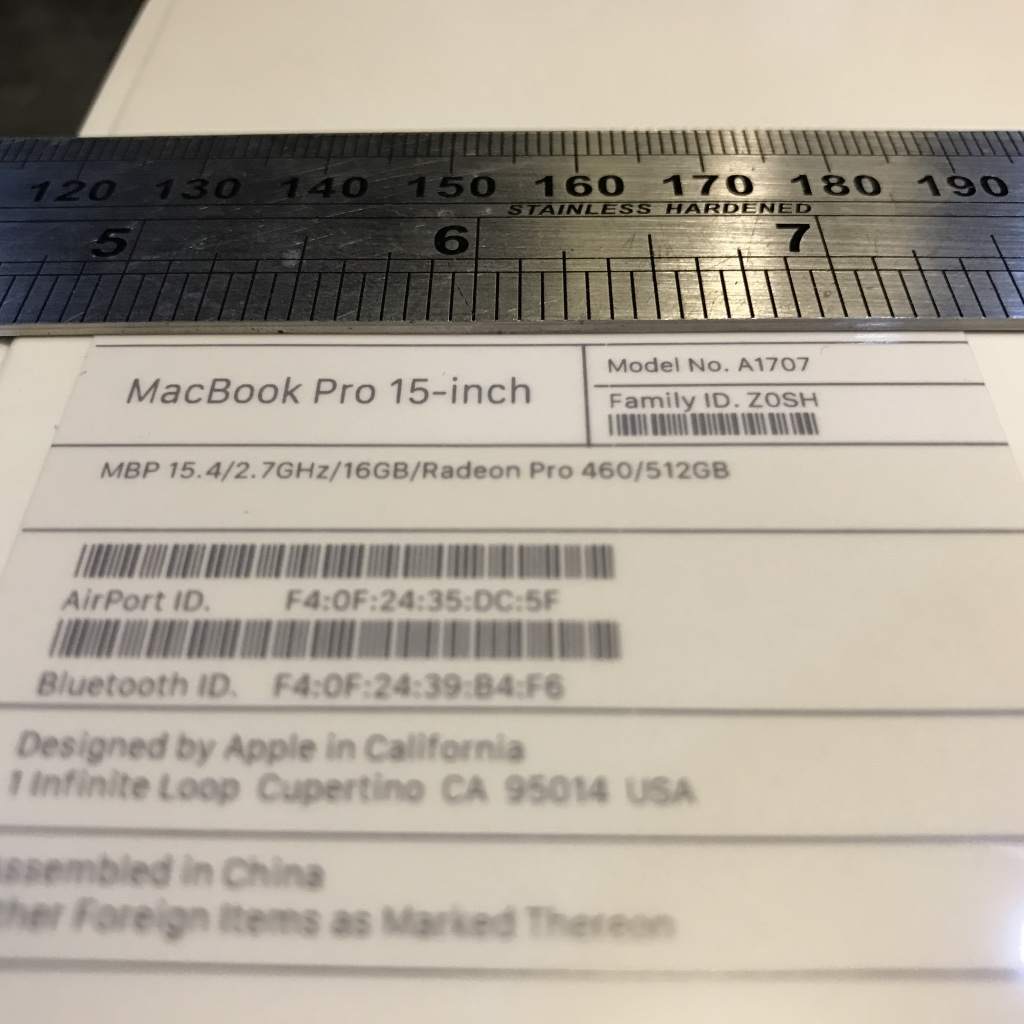 120 130 140 150 160 170 180 190
STAINLESS HARDENED
5 6 7
MacBook Pro 15-inch
Model No. A1707
Family ID. Z0SH
MBP 15.4/2.7GHz/16GB/Radeon Pro 460/512GB
AirPort ID. F4:0F:24:35:DC:5F
Bluetooth ID. F4:0F:24:39:B4:F6
Designed by Apple in California
1 Infinite Loop Cupertino CA 95014 USA
ssembled in China
ther Foreign Items as Marked Thereon